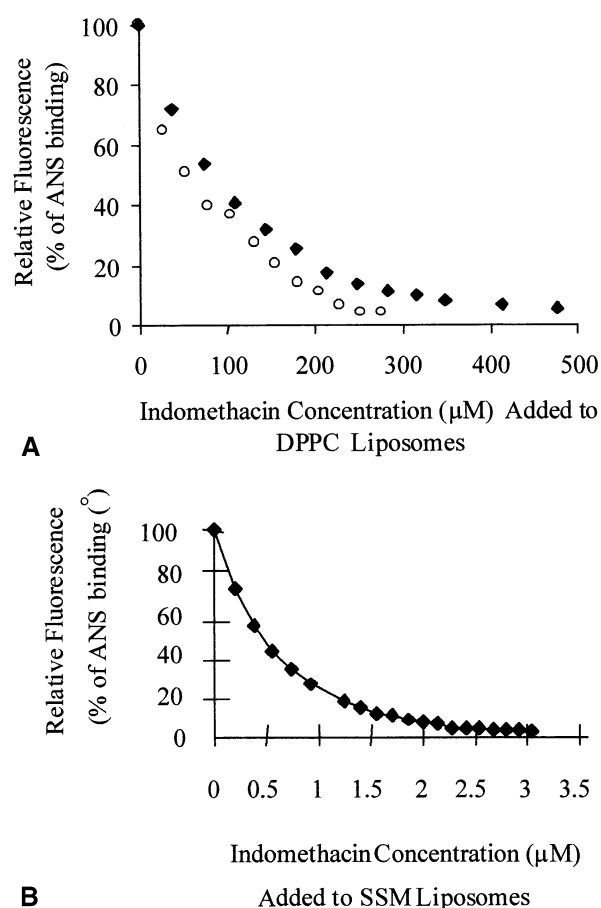 Relative Fluorescence
(% of ANS binding)
100
80
60
40
20
0
0 100 200 300 400 500
Indomethacin Concentration (μM) Added to
DPPC Liposomes
A
Relative Fluorescence
(% of ANS binding (°)
100
80
60
40
20
0
0 0.5 1 1.5 2 2.5 3 3.5
Indomethacin Concentration (μM)
Added to SSM Liposomes
B